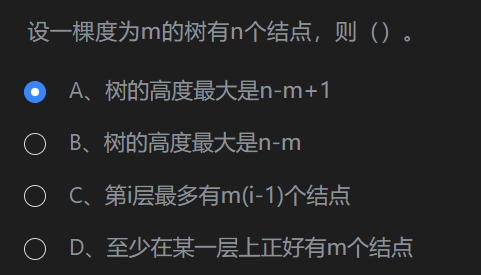 设一棵度为m的树有n个结点，则（）。
A、树的高度最大是n-m+1
B、树的高度最大是n-m
C、第i层最多有m(i-1)个结点
D、至少在某一层上正好有m个结点